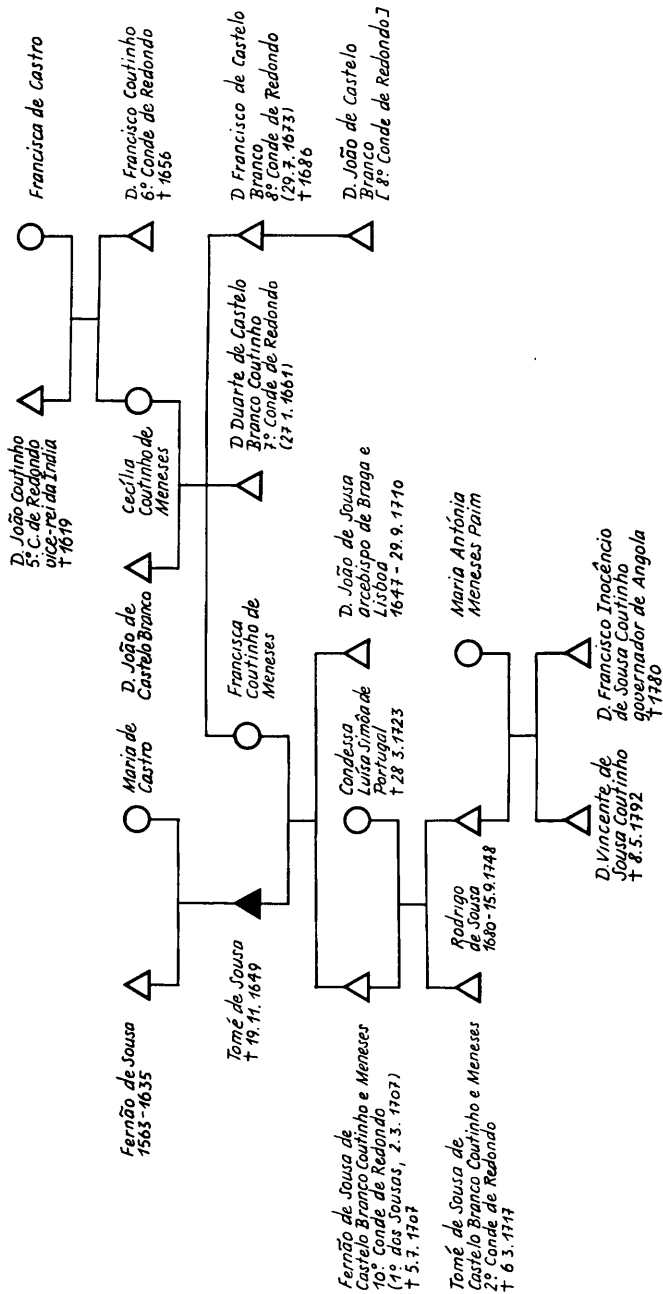 D. João Coutinho
5º C. de Redondo
vice-rei da Índia
† 1619
Francisca de Castro
Fernão de Sousa
1563-1635
Maria de
Castro
D. João de
Castelo Branco
Cecília
Coutinho de
Meneses
D. Francisco Coutinho
6º Conde de Redondo
† 1656
Tomé de Sousa
† 19.11.1649
Francisca
Coutinho de
Meneses
D Duarte de Castelo
Branco Coutinho
7º Conde de Redondo
(27 1. 1661)
D Francisco de Castelo
Branco
8º Conde de Redondo
(29.7. 1673)
† 1686
Fernão de Sousa de
Castelo Branco Coutinho e Meneses
10º Conde de Redondo
(1º dos Sousas, 2.3. 1707)
† 5.7. 1707
Condessa
Luísa Simôa de
Portugal
† 28 3.1723
D. João de Sousa
arcebispo de Braga e
Lisboa
1647 - 29. 9. 1710
D. João de Castelo
Branco
[ 8º Conde de Redondo]
Tomé de Sousa de
Castelo Branco Coutinho e Meneses
2º Conde de Redondo
† 6 3.1717
Rodrigo
de Sousa
1680-15.9.1748
Maria Antónia
Meneses Paim
D. Vincente de
Sousa Coutinho
† 8.5. 1792
D. Francisco Inocêncio
de Sousa Coutinho
governador de Angola
† 1780